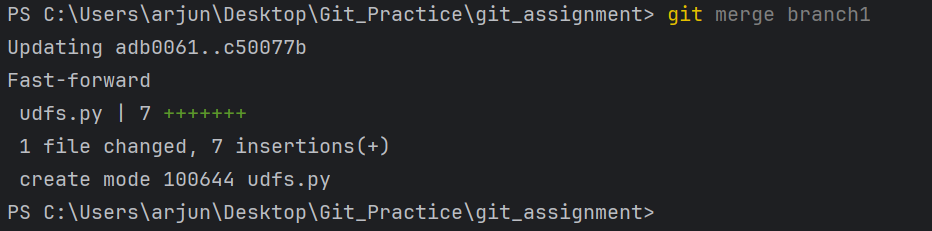 PS C:\Users\arjun\Desktop\Git_Practice\git_assignment> git merge branch1
Updating adb0061..c50077b
Fast-forward
 udfs.py | 7 +++++++
 1 file changed, 7 insertions(+)
 create mode 100644 udfs.py
PS C:\Users\arjun\Desktop\Git_Practice\git_assignment>